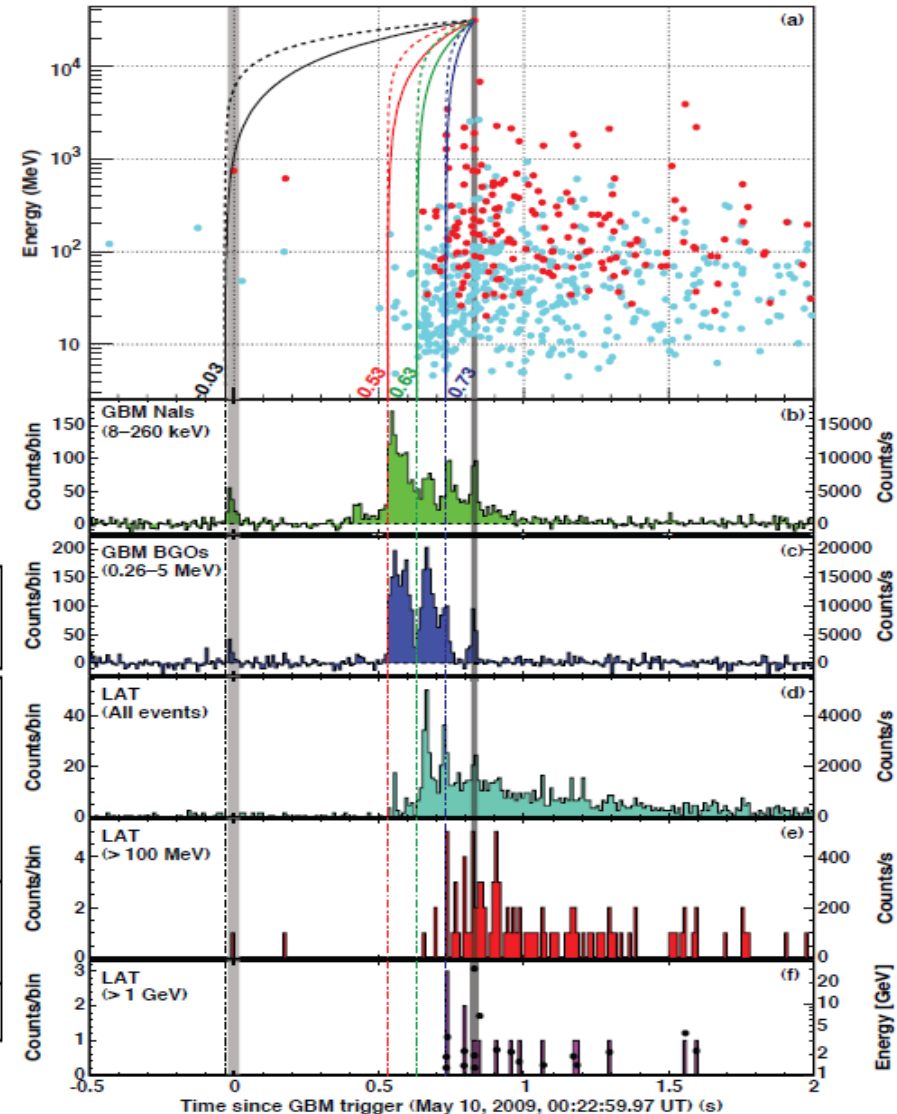 (a)
10⁴
10³
10²
10
Energy (MeV)
-0.03
0.53
0.63
0.73
GBM NaIs
(8–260 keV)
(b)
150
100
50
0
Counts/bin
15000
10000
5000
0
Counts/s
GBM BGOs
(0.26–5 MeV)
(c)
200
150
100
50
0
Counts/bin
20000
15000
10000
5000
0
Counts/s
LAT
(All events)
(d)
40
20
0
Counts/bin
4000
2000
0
Counts/s
LAT
(> 100 MeV)
(e)
4
2
0
Counts/bin
400
200
0
Counts/s
LAT
(> 1 GeV)
(f)
3
2
1
0
Counts/bin
20
10
5
2
1
Energy [GeV]
-0.5 0 0.5 1 1.5 2
Time since GBM trigger (May 10, 2009, 00:22:59.97 UT) (s)